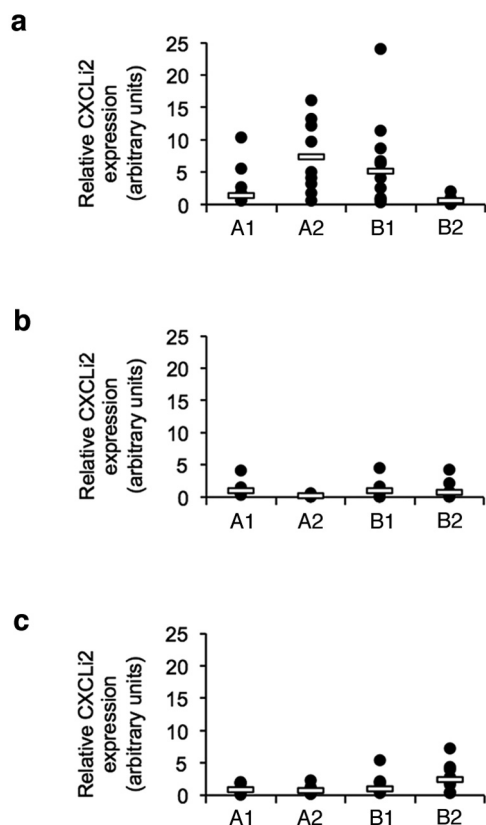 a
Relative CXCLi2
expression
(arbitrary units)
25
20
15
10
5
0
A1 A2 B1 B2
b
Relative CXCLi2
expression
(arbitrary units)
25
20
15
10
5
0
A1 A2 B1 B2
c
Relative CXCLi2
expression
(arbitrary units)
25
20
15
10
5
0
A1 A2 B1 B2